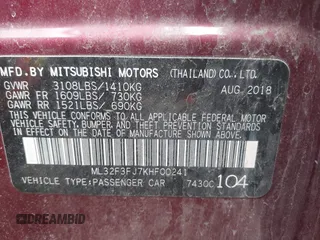 MFD. BY MITSUBISHI MOTORS (THAILAND) CO., LTD.
GVWR 3108LBS/1410KG AUG. 2018
GAWR FR 1609LBS/ 730KG
GAWR RR 1521LBS/ 690KG
THIS VEHICLE CONFORMS TO ALL APPLICABLE
FEDERAL MOTOR VEHICLE SAFETY, BUMPER, AND THEFT
PREVENTION STANDARDS IN EFFECT ON THE DATE OF
MANUFACTURE SHOWN ABOVE.
ML32F3FJ7KHF00241
VEHICLE TYPE:PASSENGER CAR 7430C 104
DREAMBID